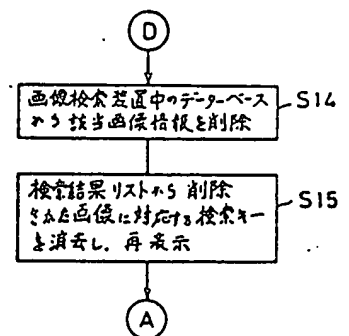 D
画像検索装置中のデーターベース
から該当画像情報を削除
S14
検索結果リストから削除
された画像に対応する検索キー
を消去し、再表示
S15
A